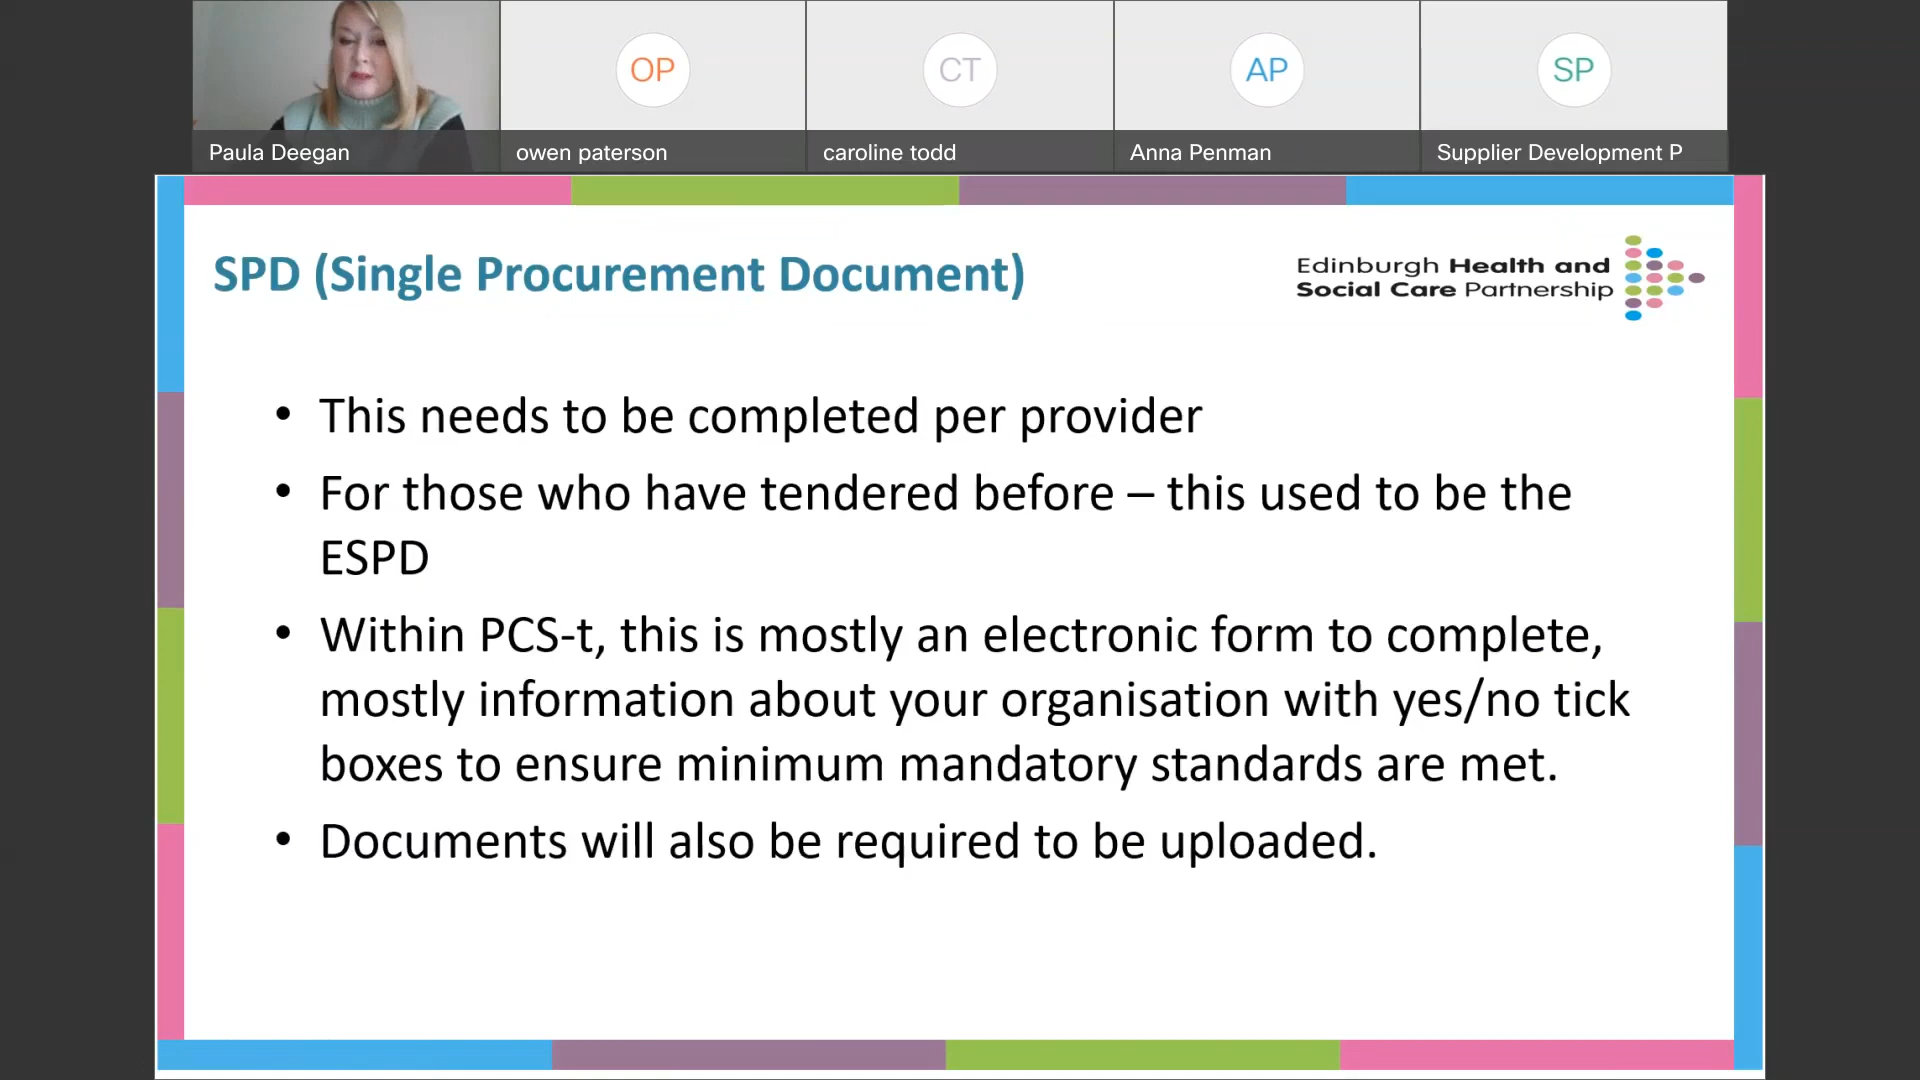 OP
CT
AP
SP
Paula Deegan
owen paterson
caroline todd
Anna Penman
Supplier Development P
SPD (Single Procurement Document)
Edinburgh Health and
Social Care Partnership
• This needs to be completed per provider
• For those who have tendered before – this used to be the
ESPD
• Within PCS-t, this is mostly an electronic form to complete,
mostly information about your organisation with yes/no tick
boxes to ensure minimum mandatory standards are met.
• Documents will also be required to be uploaded.